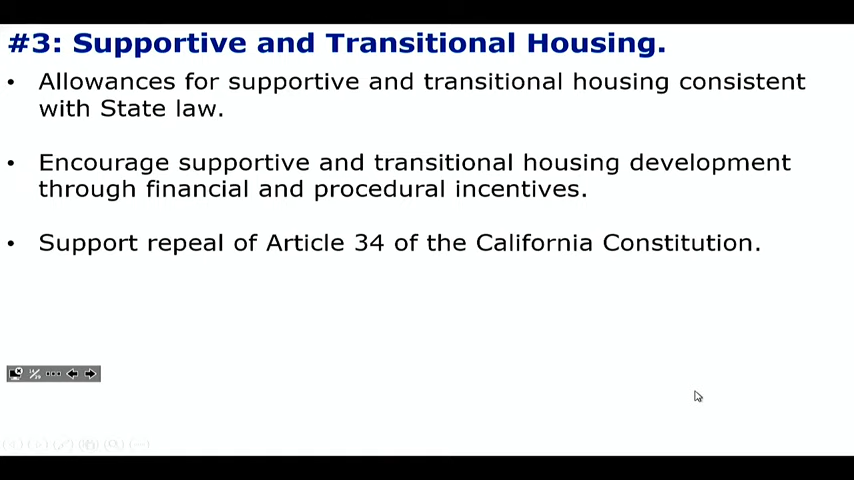 #3: Supportive and Transitional Housing.
• Allowances for supportive and transitional housing consistent
with State law.
• Encourage supportive and transitional housing development
through financial and procedural incentives.
• Support repeal of Article 34 of the California Constitution.